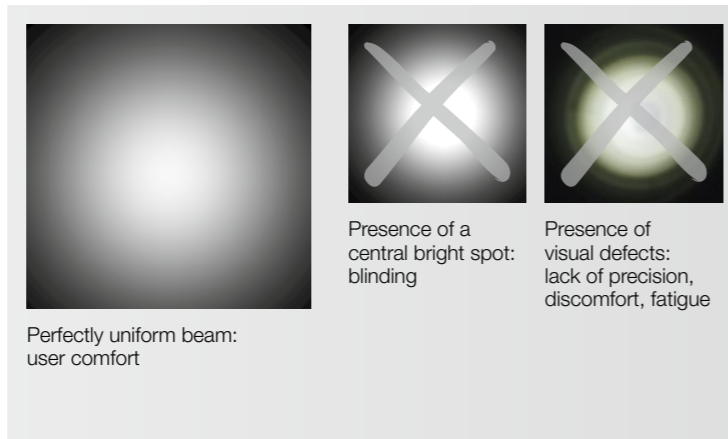 Perfectly uniform beam:
user comfort
Presence of a
central bright spot:
blinding
Presence of
visual defects:
lack of precision,
discomfort, fatigue